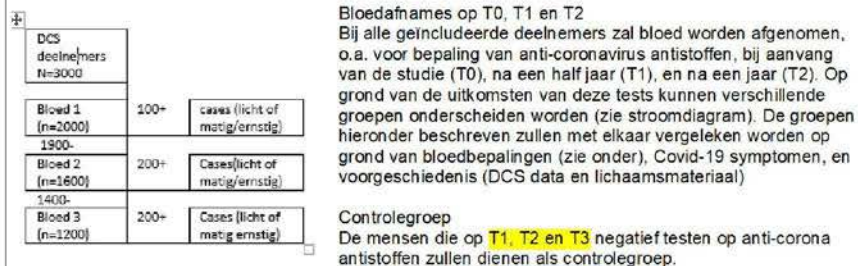 DCS
deelnemers
N=3000
Bloed 1
(n=2000)
100+
cases (licht of
matig/ernstig)
1900-
Bloed 2
(n=1600)
200+
Cases(licht of
matig/ernstig)
1400-
Bloed 3
(n=1200)
200+
Cases (licht of
matig ernstig)
Bloedafnames op T0, T1 en T2
Bij alle geïncludeerde deelnemers zal bloed worden afgenomen,
o.a. voor bepaling van anti-coronavirus antistoffen, bij aanvang
van de studie (T0), na een half jaar (T1), en na een jaar (T2). Op
grond van de uitkomsten van deze tests kunnen verschillende
groepen onderscheiden worden (zie stroomdiagram). De groepen
hieronder beschreven zullen met elkaar vergeleken worden op
grond van bloedbepalingen (zie onder), Covid-19 symptomen, en
voorgeschiedenis (DCS data en lichaamsmateriaal)
Controlegroep
De mensen die op T1, T2 en T3 negatief testen op anti-corona
antistoffen zullen dienen als controlegroep.